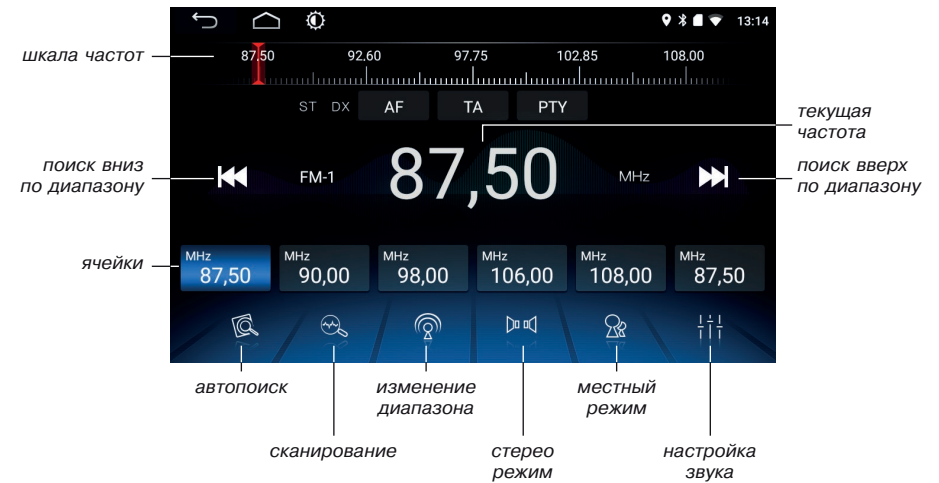 13:14
шкала частот
87,50 92,60 97,75 102,85 108,00
ST DX AF TA PTY
текущая
частота
поиск вниз
по диапазону
FM-1 87,50 MHz
поиск вверх
по диапазону
ячейки
MHz MHz MHz MHz MHz MHz
87,50 90,00 98,00 106,00 108,00 87,50
автопоиск
изменение
диапазона
местный
режим
сканирование
стерео
режим
настройка
звука